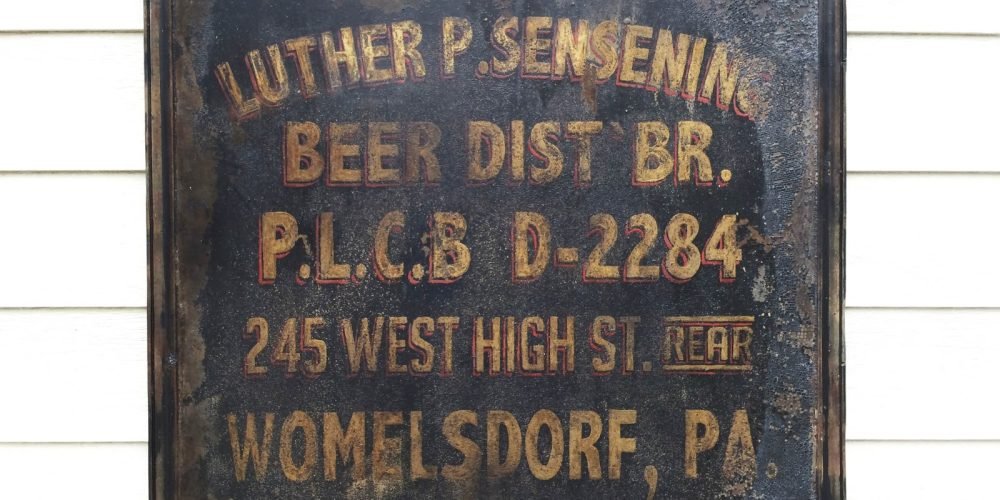 LUTHER P. SENSENING
BEER DIST'BR.
P.L.C.B D-2284
245 WEST HIGH ST. REAR
WOMELSDORF, PA.